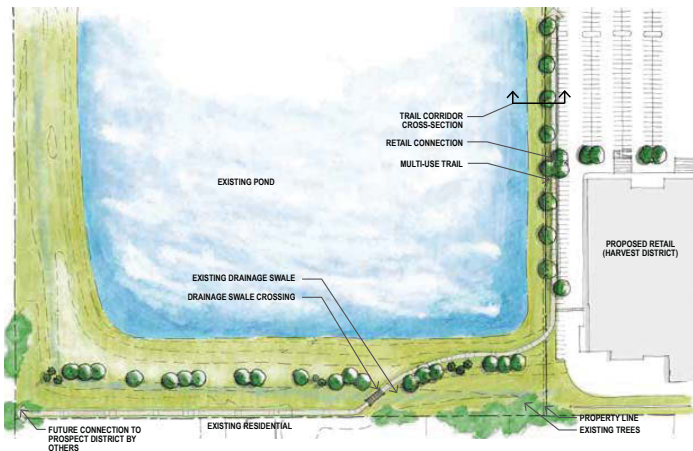 TRAIL CORRIDOR
CROSS-SECTION
RETAIL CONNECTION
MULTI-USE TRAIL
EXISTING POND
PROPOSED RETAIL
(HARVEST DISTRICT)
EXISTING DRAINAGE SWALE
DRAINAGE SWALE CROSSING
PROPERTY LINE
EXISTING TREES
EXISTING RESIDENTIAL
FUTURE CONNECTION TO
PROSPECT DISTRICT BY
OTHERS